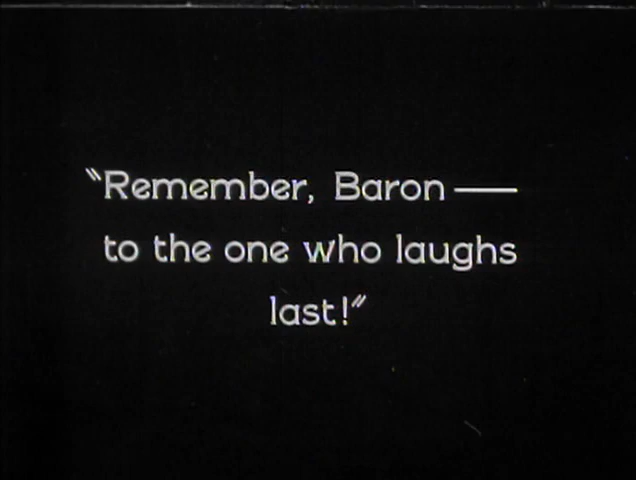 "Remember, Baron —
to the one who laughs
last!"